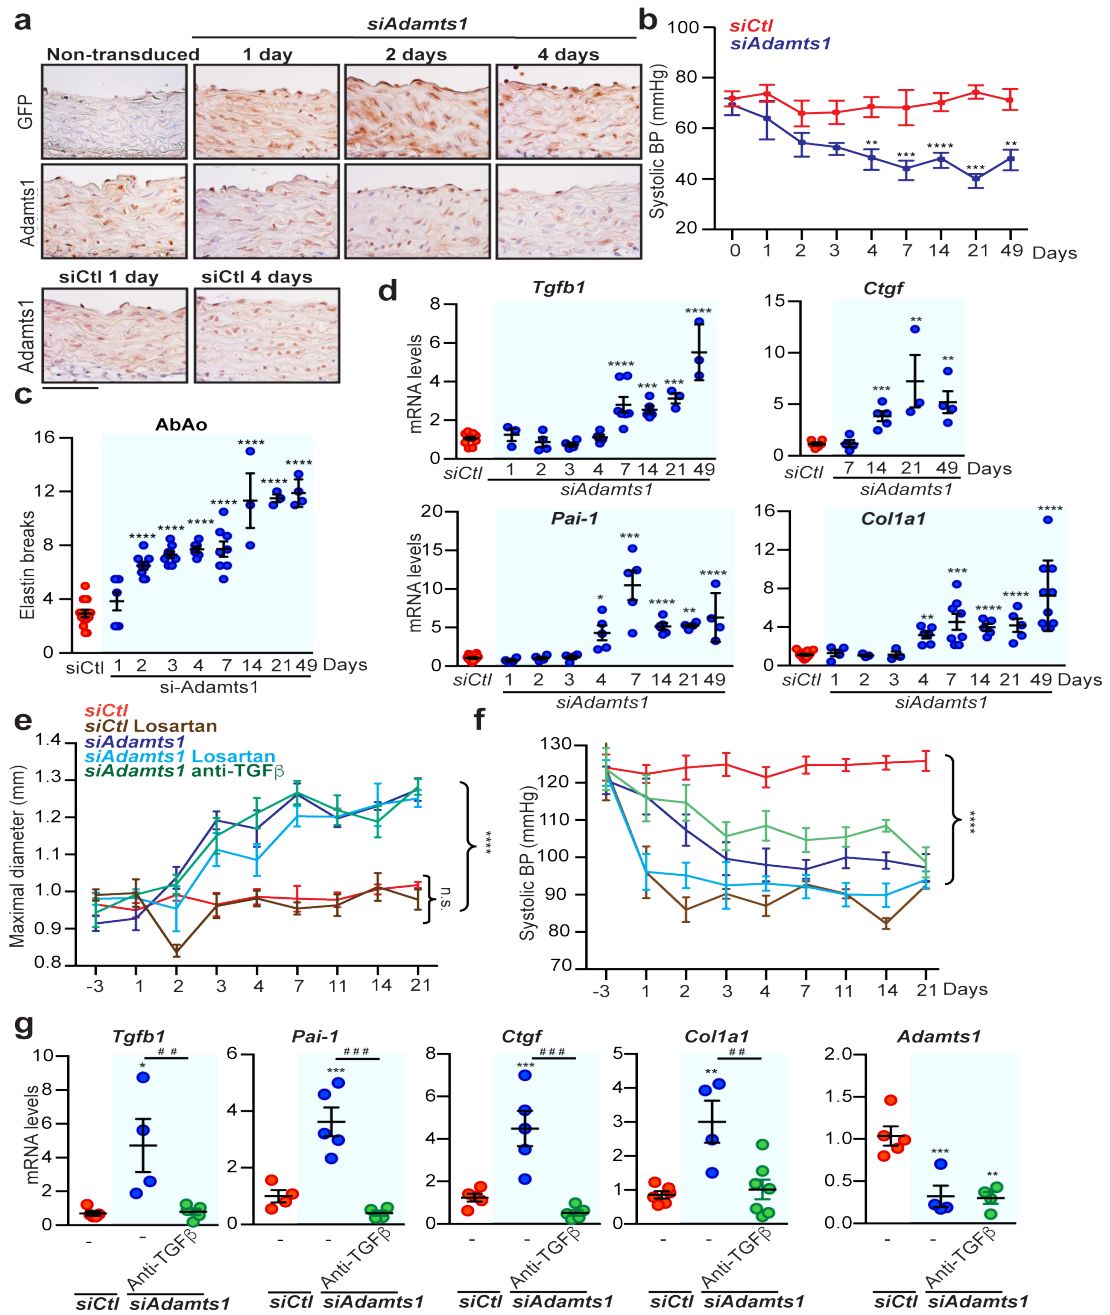 a
siAdamts1
Non-transduced
1 day
2 days
4 days
GFP
Adamts1
siCtl 1 day
siCtl 4 days
Adamts1
b
siCtl
siAdamts1
Systolic BP (mmHg)
100
80
60
40
20
** *** **** *** **
0 1 2 3 4 7 14 21 49 Days
c
AbAo
Elastin breaks
16
12
8
4
0
**** **** **** **** **** **** ****
siCtl 1 2 3 4 7 14 21 49 Days
si-Adamts1
d
Tgfb1
mRNA levels
8
6
4
2
0
**** *** *** ****
siCtl 1 2 3 4 7 14 21 49
siAdamts1
Ctgf
15
10
5
0
*** ** **
siCtl 7 14 21 49 Days
siAdamts1
Pai-1
mRNA levels
20
15
10
5
0
* *** **** ** ****
siCtl 1 2 3 4 7 14 21 49
siAdamts1
Col1a1
16
12
8
4
0
** *** **** **** ****
siCtl 1 2 3 4 7 14 21 49 Days
siAdamts1
e
siCtl
siCtl Losartan
siAdamts1
siAdamts1 Losartan
siAdamts1 anti-TGFβ
Maximal diameter (mm)
1.4
1.3
1.2
1.1
1.0
0.9
0.8
****
n.s.
-3 1 2 3 4 7 11 14 21
f
Systolic BP (mmHg)
130
120
110
100
90
80
70
****
-3 1 2 3 4 7 11 14 21 Days
g
Tgfb1
mRNA levels
10
8
6
4
2
0
* # #
- - Anti-TGFβ
siCtl siAdamts1
Pai-1
6
4
2
0
*** # # #
- - Anti-TGFβ
siCtl siAdamts1
Ctgf
8
6
4
2
0
*** # # #
- - Anti-TGFβ
siCtl siAdamts1
Col1a1
5
4
3
2
1
0
** # #
- - Anti-TGFβ
siCtl siAdamts1
Adamts1
2.0
1.5
1.0
0.5
0.0
*** **
- - Anti-TGFβ
siCtl siAdamts1